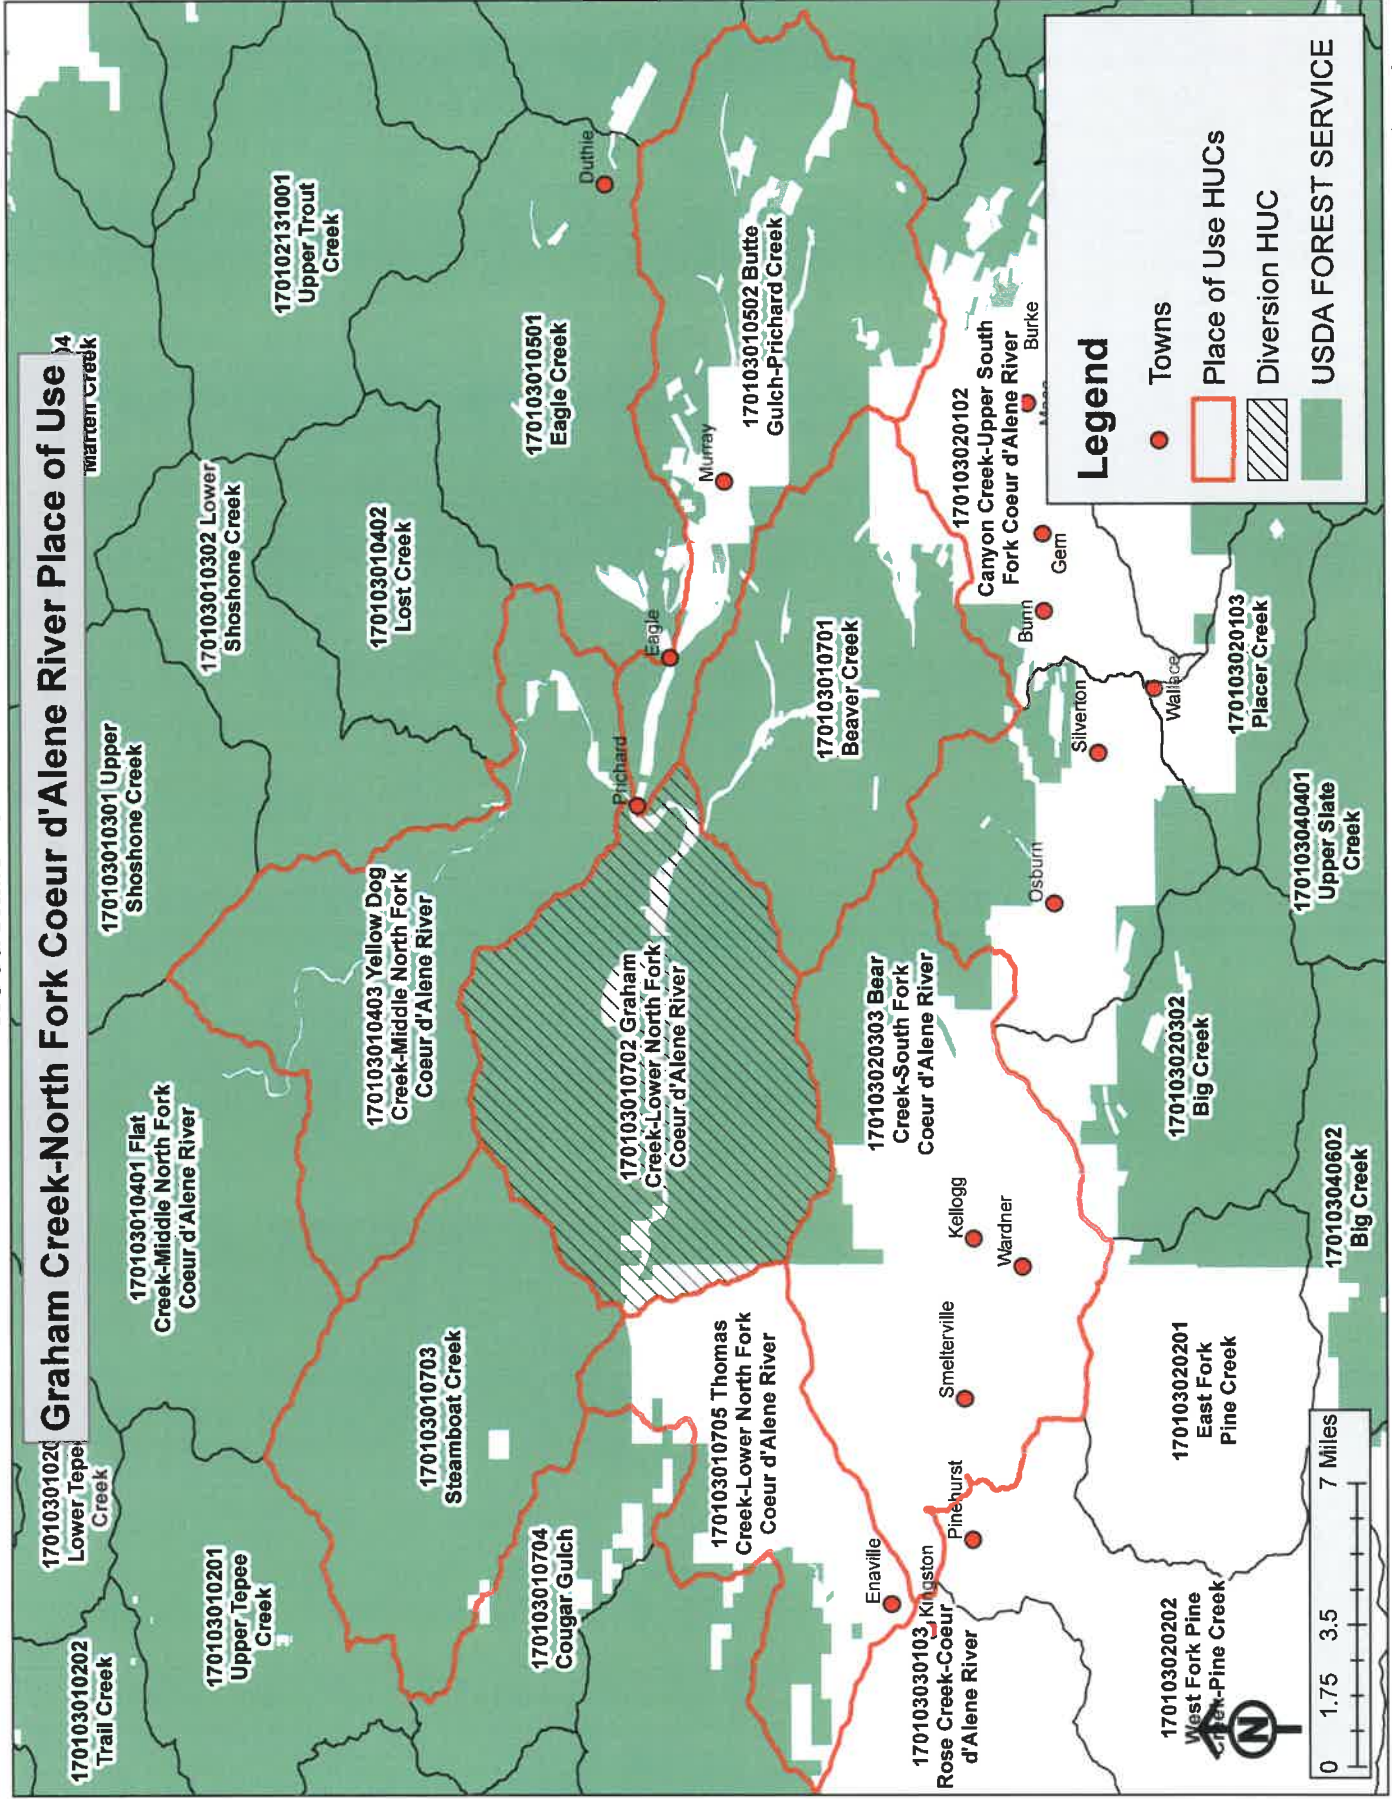 Graham Creek-North Fork Coeur d'Alene River Place of Use
170103010202
Trail Creek
Lower Tepee
Creek
170103010201
Upper Tepee
Creek
170103010401 Flat
Creek-Middle North Fork
Coeur d'Alene River
170103010301 Upper
Shoshone Creek
170103010302 Lower
Shoshone Creek
04
Marten Creek
170102131001
Upper Trout
Creek
170103010402
Lost Creek
170103010403 Yellow Dog
Creek-Middle North Fork
Coeur d'Alene River
170103010703
Steamboat Creek
170103010704
Cougar Gulch
170103010501
Eagle Creek
Duthie
Eagle
Prichard
Murray
170103010702 Graham
Creek-Lower North Fork
Coeur d'Alene River
170103010705 Thomas
Creek-Lower North Fork
Coeur d'Alene River
170103010502 Butte
Gulch-Prichard Creek
170103010701
Beaver Creek
170103020303 Bear
Creek-South Fork
Coeur d'Alene River
170103020102
Canyon Creek-Upper South
Fork Coeur d'Alene River
Enaville
Kingston
Pinehurst
Smelterville
Kellogg
Wardner
Osburn
Silverton
Wallace
Bunn
Gem
Burke
170103030103
Rose Creek-Coeur
d'Alene River
170103020202
West Fork Pine
Creek-Pine Creek
170103020201
East Fork
Pine Creek
170103020302
Big Creek
170103020103
Placer Creek
170103040401
Upper Slate
Creek
170103040602
Big Creek
N
0 1.75 3.5 7 Miles
Legend
Towns
Place of Use HUCs
Diversion HUC
USDA FOREST SERVICE